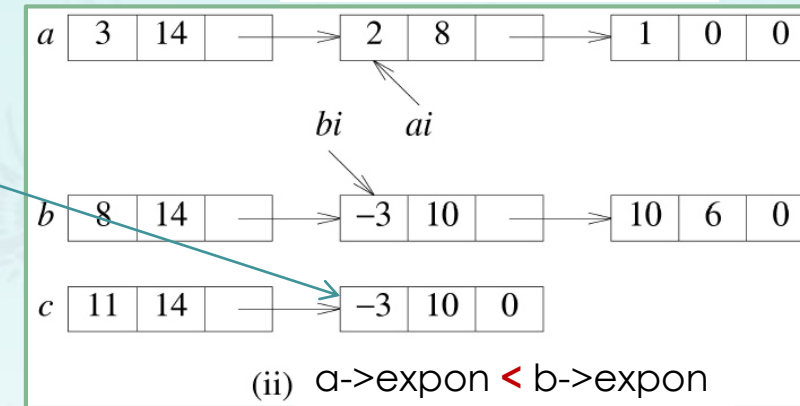 a 3 14 2 8 1 0 0
bi ai
b 8 14 −3 10 10 6 0
c 11 14 −3 10 0
(ii) a->expon < b->expon